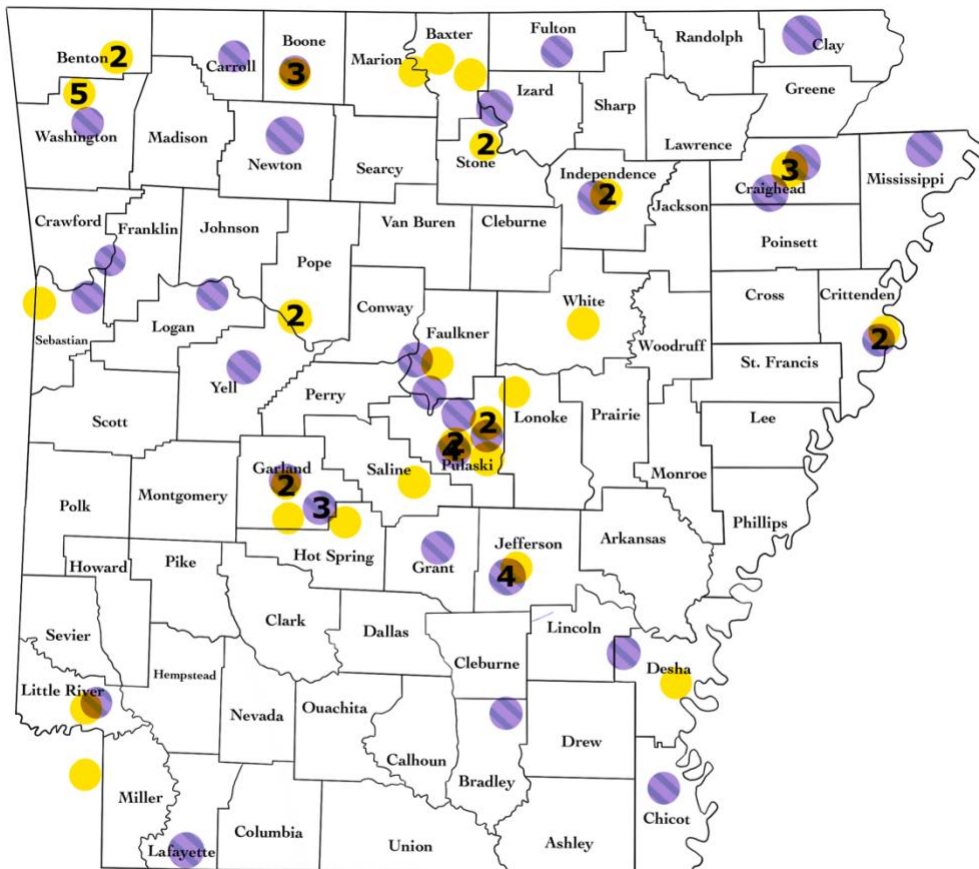 Benton
2
Carroll
Boone
3
Marion
Baxter
Fulton
Randolph
Clay
5
Washington
Madison
Newton
Searcy
Stone
2
Izard
Sharp
Lawrence
Greene
Independence
2
Jackson
3
Craighead
Mississippi
Crawford
Franklin
Johnson
Pope
2
Van Buren
Cleburne
Poinsett
Sebastian
Logan
Conway
Faulkner
White
Woodruff
Cross
Crittenden
2
St. Francis
Scott
Yell
Perry
2
2
4
Pulaski
Lonoke
Prairie
Lee
Monroe
Phillips
Polk
Montgomery
Garland
2
3
Saline
Hot Spring
Grant
Jefferson
4
Arkansas
Howard
Pike
Clark
Dallas
Cleburne
Lincoln
Desha
Sevier
Little River
Hempstead
Nevada
Ouachita
Calhoun
Bradley
Drew
Chicot
Miller
Lafayette
Columbia
Union
Ashley